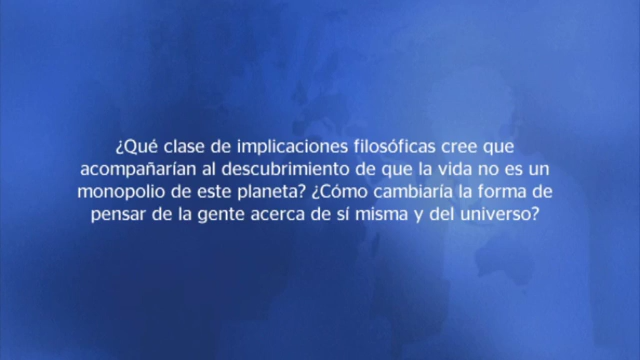 ¿Qué clase de implicaciones filosóficas cree que
acompañarían al descubrimiento de que la vida no es un
monopolio de este planeta? ¿Cómo cambiaría la forma de
pensar de la gente acerca de sí misma y del universo?